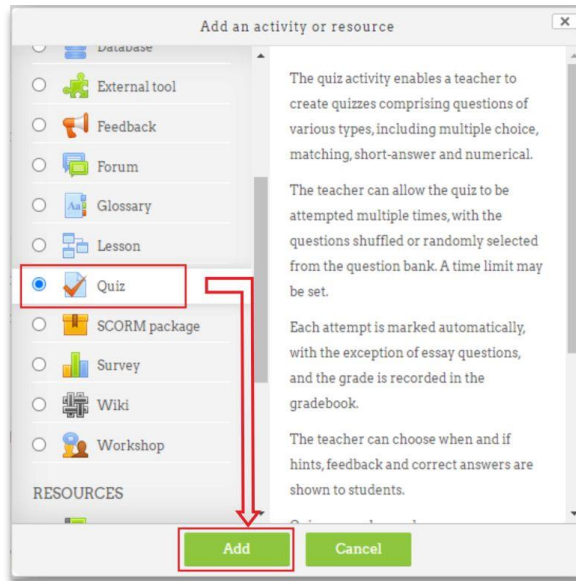 Add an activity or resource
Database
External tool
Feedback
Forum
Glossary
Lesson
Quiz
SCORM package
Survey
Wiki
Workshop
RESOURCES
The quiz activity enables a teacher to
create quizzes comprising questions of
various types, including multiple choice,
matching, short-answer and numerical.
The teacher can allow the quiz to be
attempted multiple times, with the
questions shuffled or randomly selected
from the question bank. A time limit may
be set.
Each attempt is marked automatically,
with the exception of essay questions,
and the grade is recorded in the
gradebook.
The teacher can choose when and if
hints, feedback and correct answers are
shown to students.
Add
Cancel